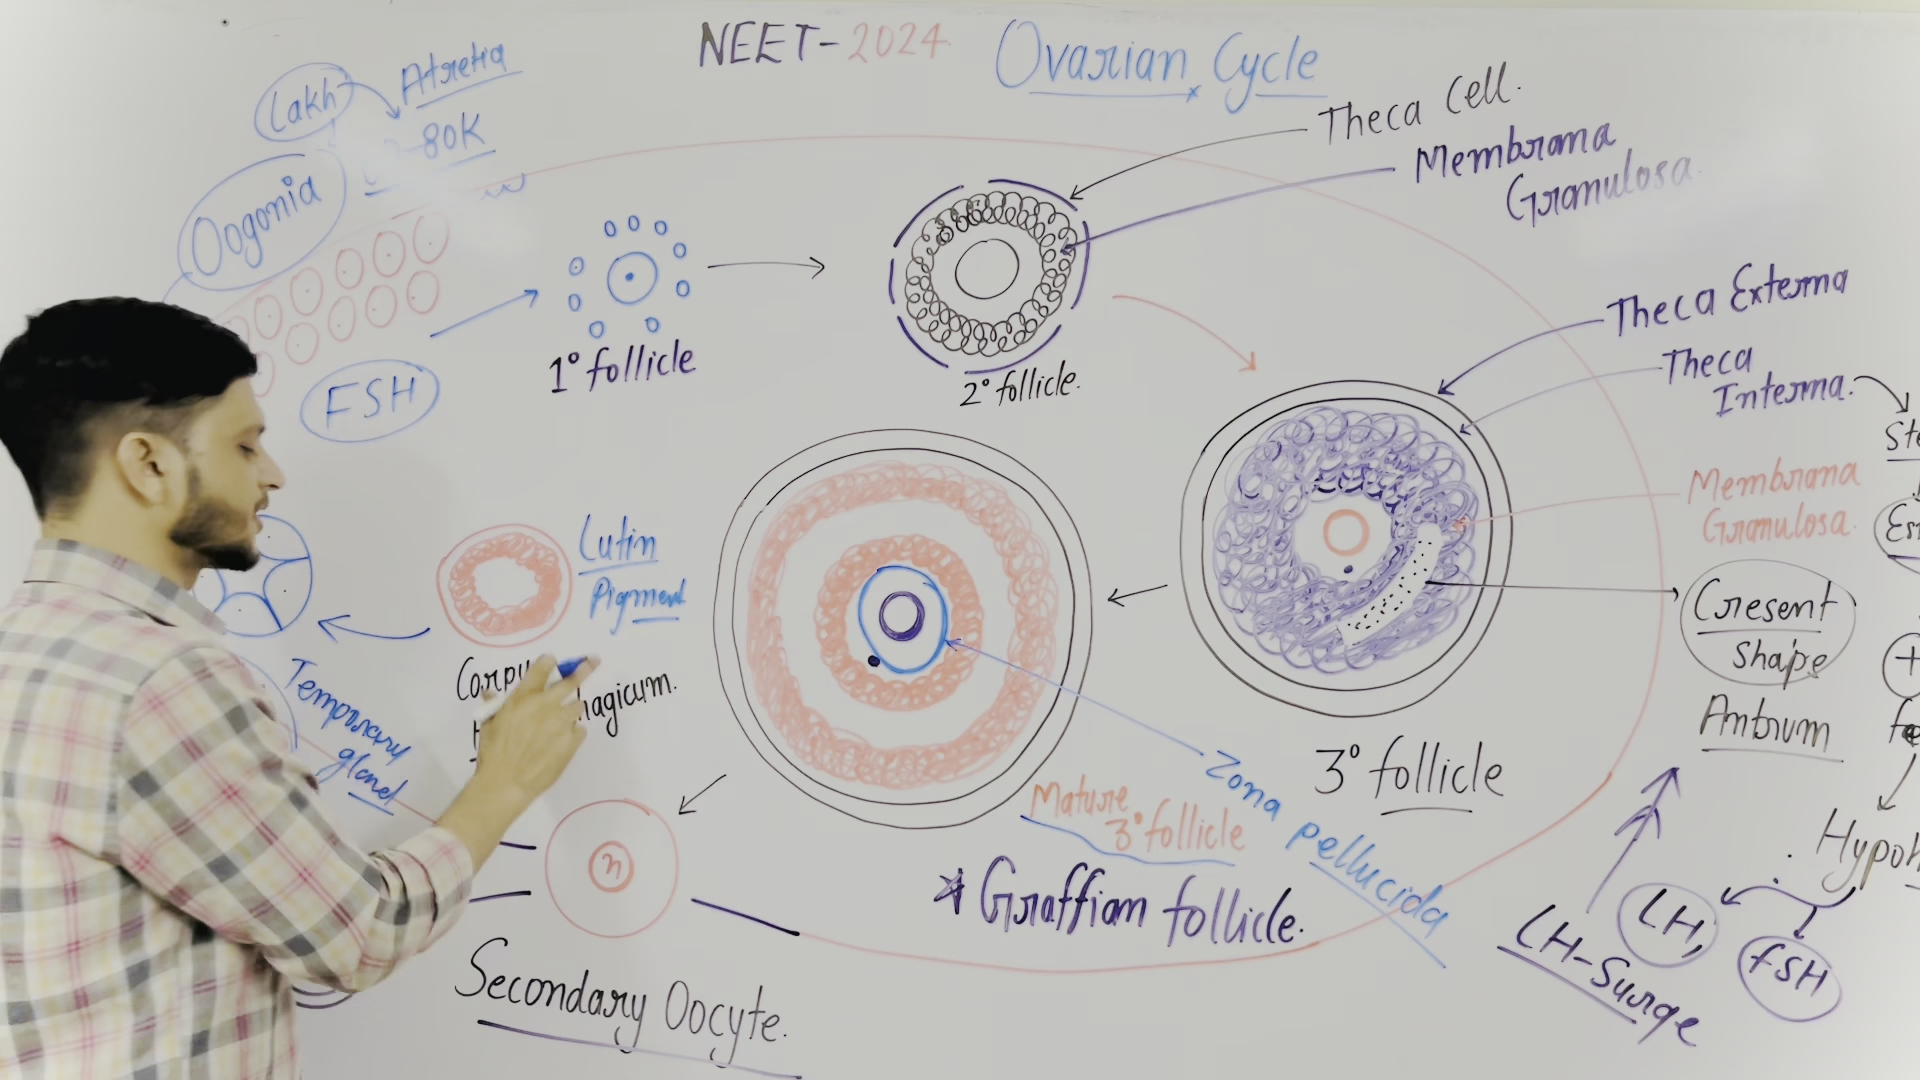 NEET-2024
Ovarian Cycle
Lakh
Atretia
80K
Oogonia
FSH
1° follicle
2° follicle.
Theca Cell.
Membrana
Granulosa.
Theca Externa
Theca
Interna.
Membrana
Granulosa.
Cresent
Shape
Antrum
3° follicle
Zona pellucida
Mature
3° follicle
* Graffian follicle.
Lutin
Pigment
Temporary
gland
n
Secondary Oocyte.
LH,
FSH
LH-Surge